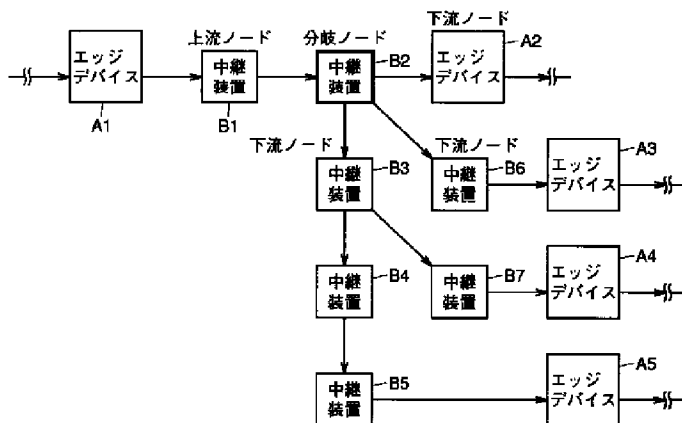 下流ノード
上流ノード
分岐ノード
エッジ
デバイス
A1
中継
装置
B1
中継
装置
B2
エッジ
デバイス
A2
下流ノード
下流ノード
中継
装置
B3
中継
装置
B6
エッジ
デバイス
A3
中継
装置
B4
中継
装置
B7
エッジ
デバイス
A4
中継
装置
B5
エッジ
デバイス
A5